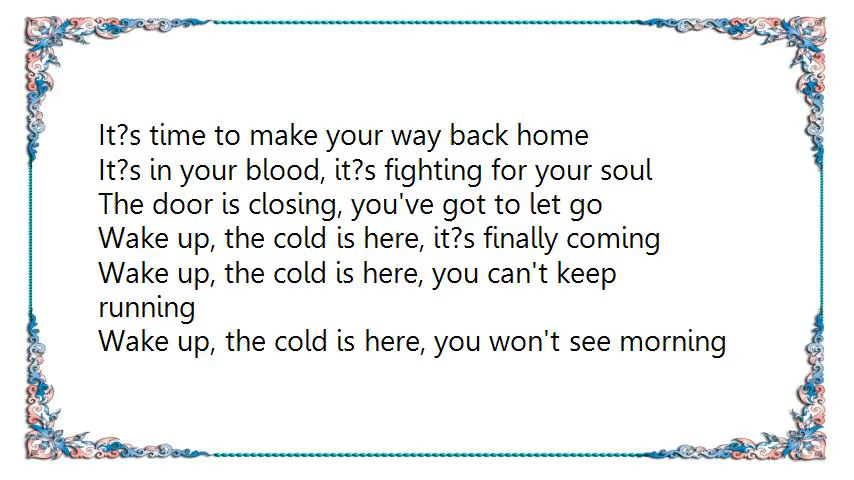 It?s time to make your way back home
It?s in your blood, it?s fighting for your soul
The door is closing, you've got to let go
Wake up, the cold is here, it?s finally coming
Wake up, the cold is here, you can't keep
running
Wake up, the cold is here, you won't see morning